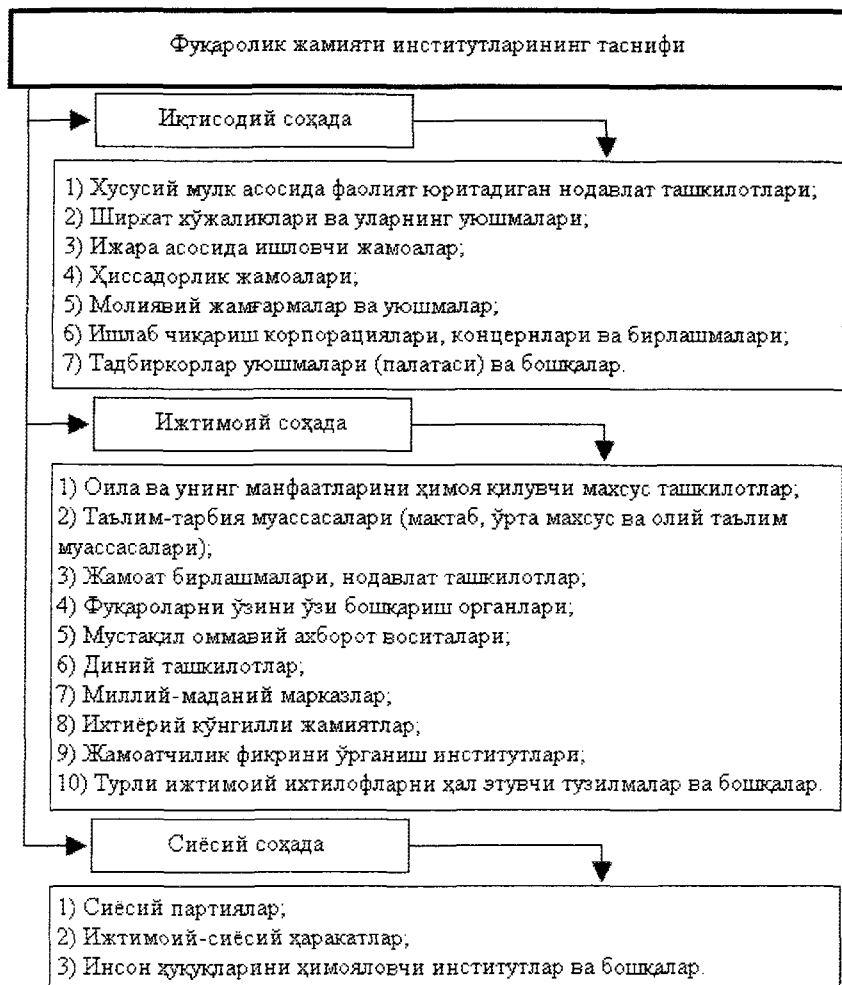 Фуқаролик жамияти институтларининг таснифи
Иқтисодий соҳада
1) Хусусий мулк асосида фаолият юритадиган нодавлат ташкилотлари;
2) Ширкат хўжаликлари ва уларнинг уюшмалари;
3) Ижара асосида ишловчи жамоалар;
4) Ҳиссадорлик жамоалари;
5) Молиявий жамғармалар ва уюшмалар;
6) Ишлаб чиқариш корпорациялари, концернлари ва бирлашмалари;
7) Тадбиркорлар уюшмалари (палатаси) ва бошқалар.
Ижтимоий соҳада
1) Оила ва унинг манфаатларини ҳимоя қилувчи махсус ташкилотлар;
2) Таълим-тарбия муассасалари (мактаб, ўрта махсус ва олий таълим
муассасалари);
3) Жамоат бирлашмалари, нодавлат ташкилотлар;
4) Фуқароларни ўзини ўзи бошқариш органлари;
5) Мустақил оммавий ахборот воситалари;
6) Диний ташкилотлар;
7) Миллий-маданий марказлар;
8) Ихтиёрий кўнгилли жамиятлар;
9) Жамоатчилик фикрини ўрганиш институтлари;
10) Турли ижтимоий ихтилофларни ҳал этувчи тузилмалар ва бошқалар.
Сиёсий соҳада
1) Сиёсий партиялар;
2) Ижтимоий-сиёсий ҳаракатлар;
3) Инсон ҳуқуқларини ҳимояловчи институтлар ва бошқалар.